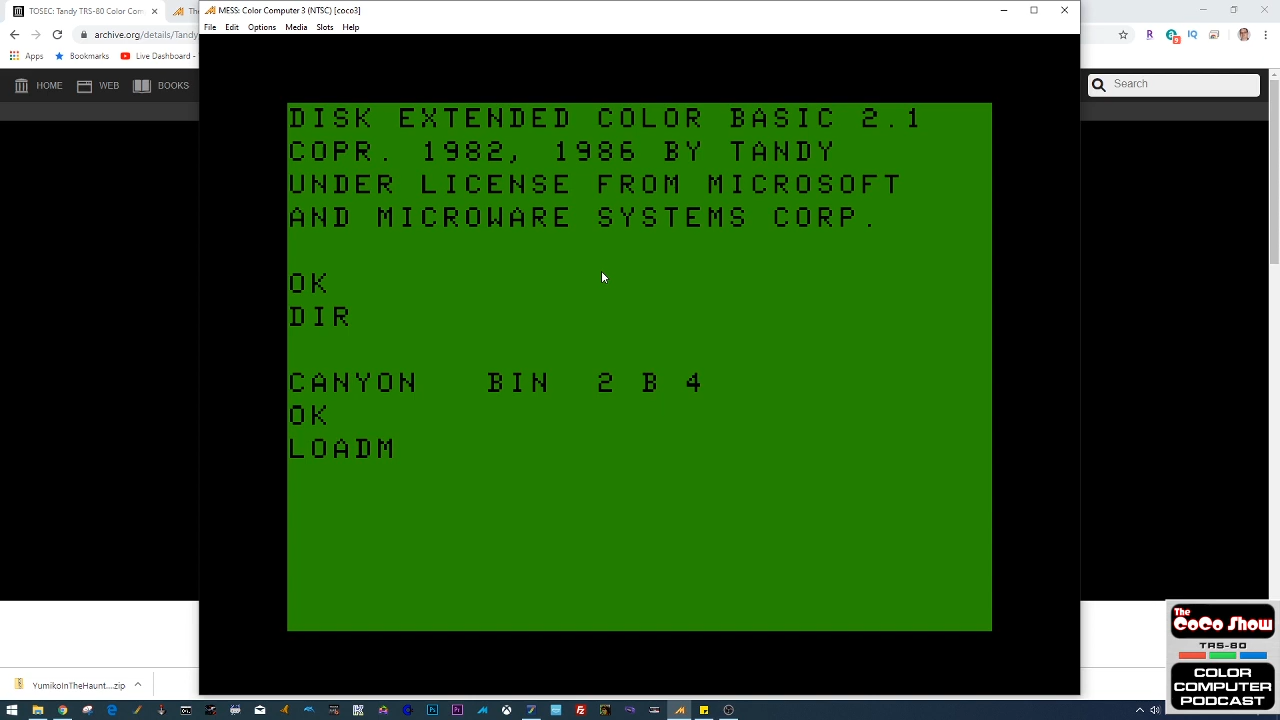 TOSEC: Tandy TRS-80 Color Com
The
MESS: Color Computer 3 (NTSC) [coco3]
archive.org/details/Tandy
File Edit Options Media Slots Help
Apps Bookmarks Live Dashboard -
HOME WEB BOOKS
Search
DISK EXTENDED COLOR BASIC 2.1
COPR. 1982, 1986 BY TANDY
UNDER LICENSE FROM MICROSOFT
AND MICROWARE SYSTEMS CORP.
OK
DIR
CANYON BIN 2 B 4
OK
LOADM
YumikoInTheHaunt....zip
The
CoCo Show
TRS-80
COLOR
COMPUTER
PODCAST